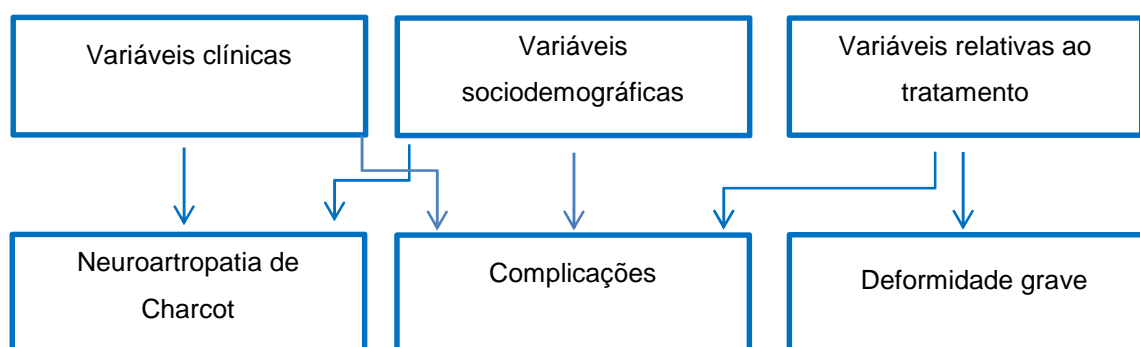 Variáveis clínicas
Variáveis
sociodemográficas
Variáveis relativas ao
tratamento
Neuroartropatia de
Charcot
Complicações
Deformidade grave